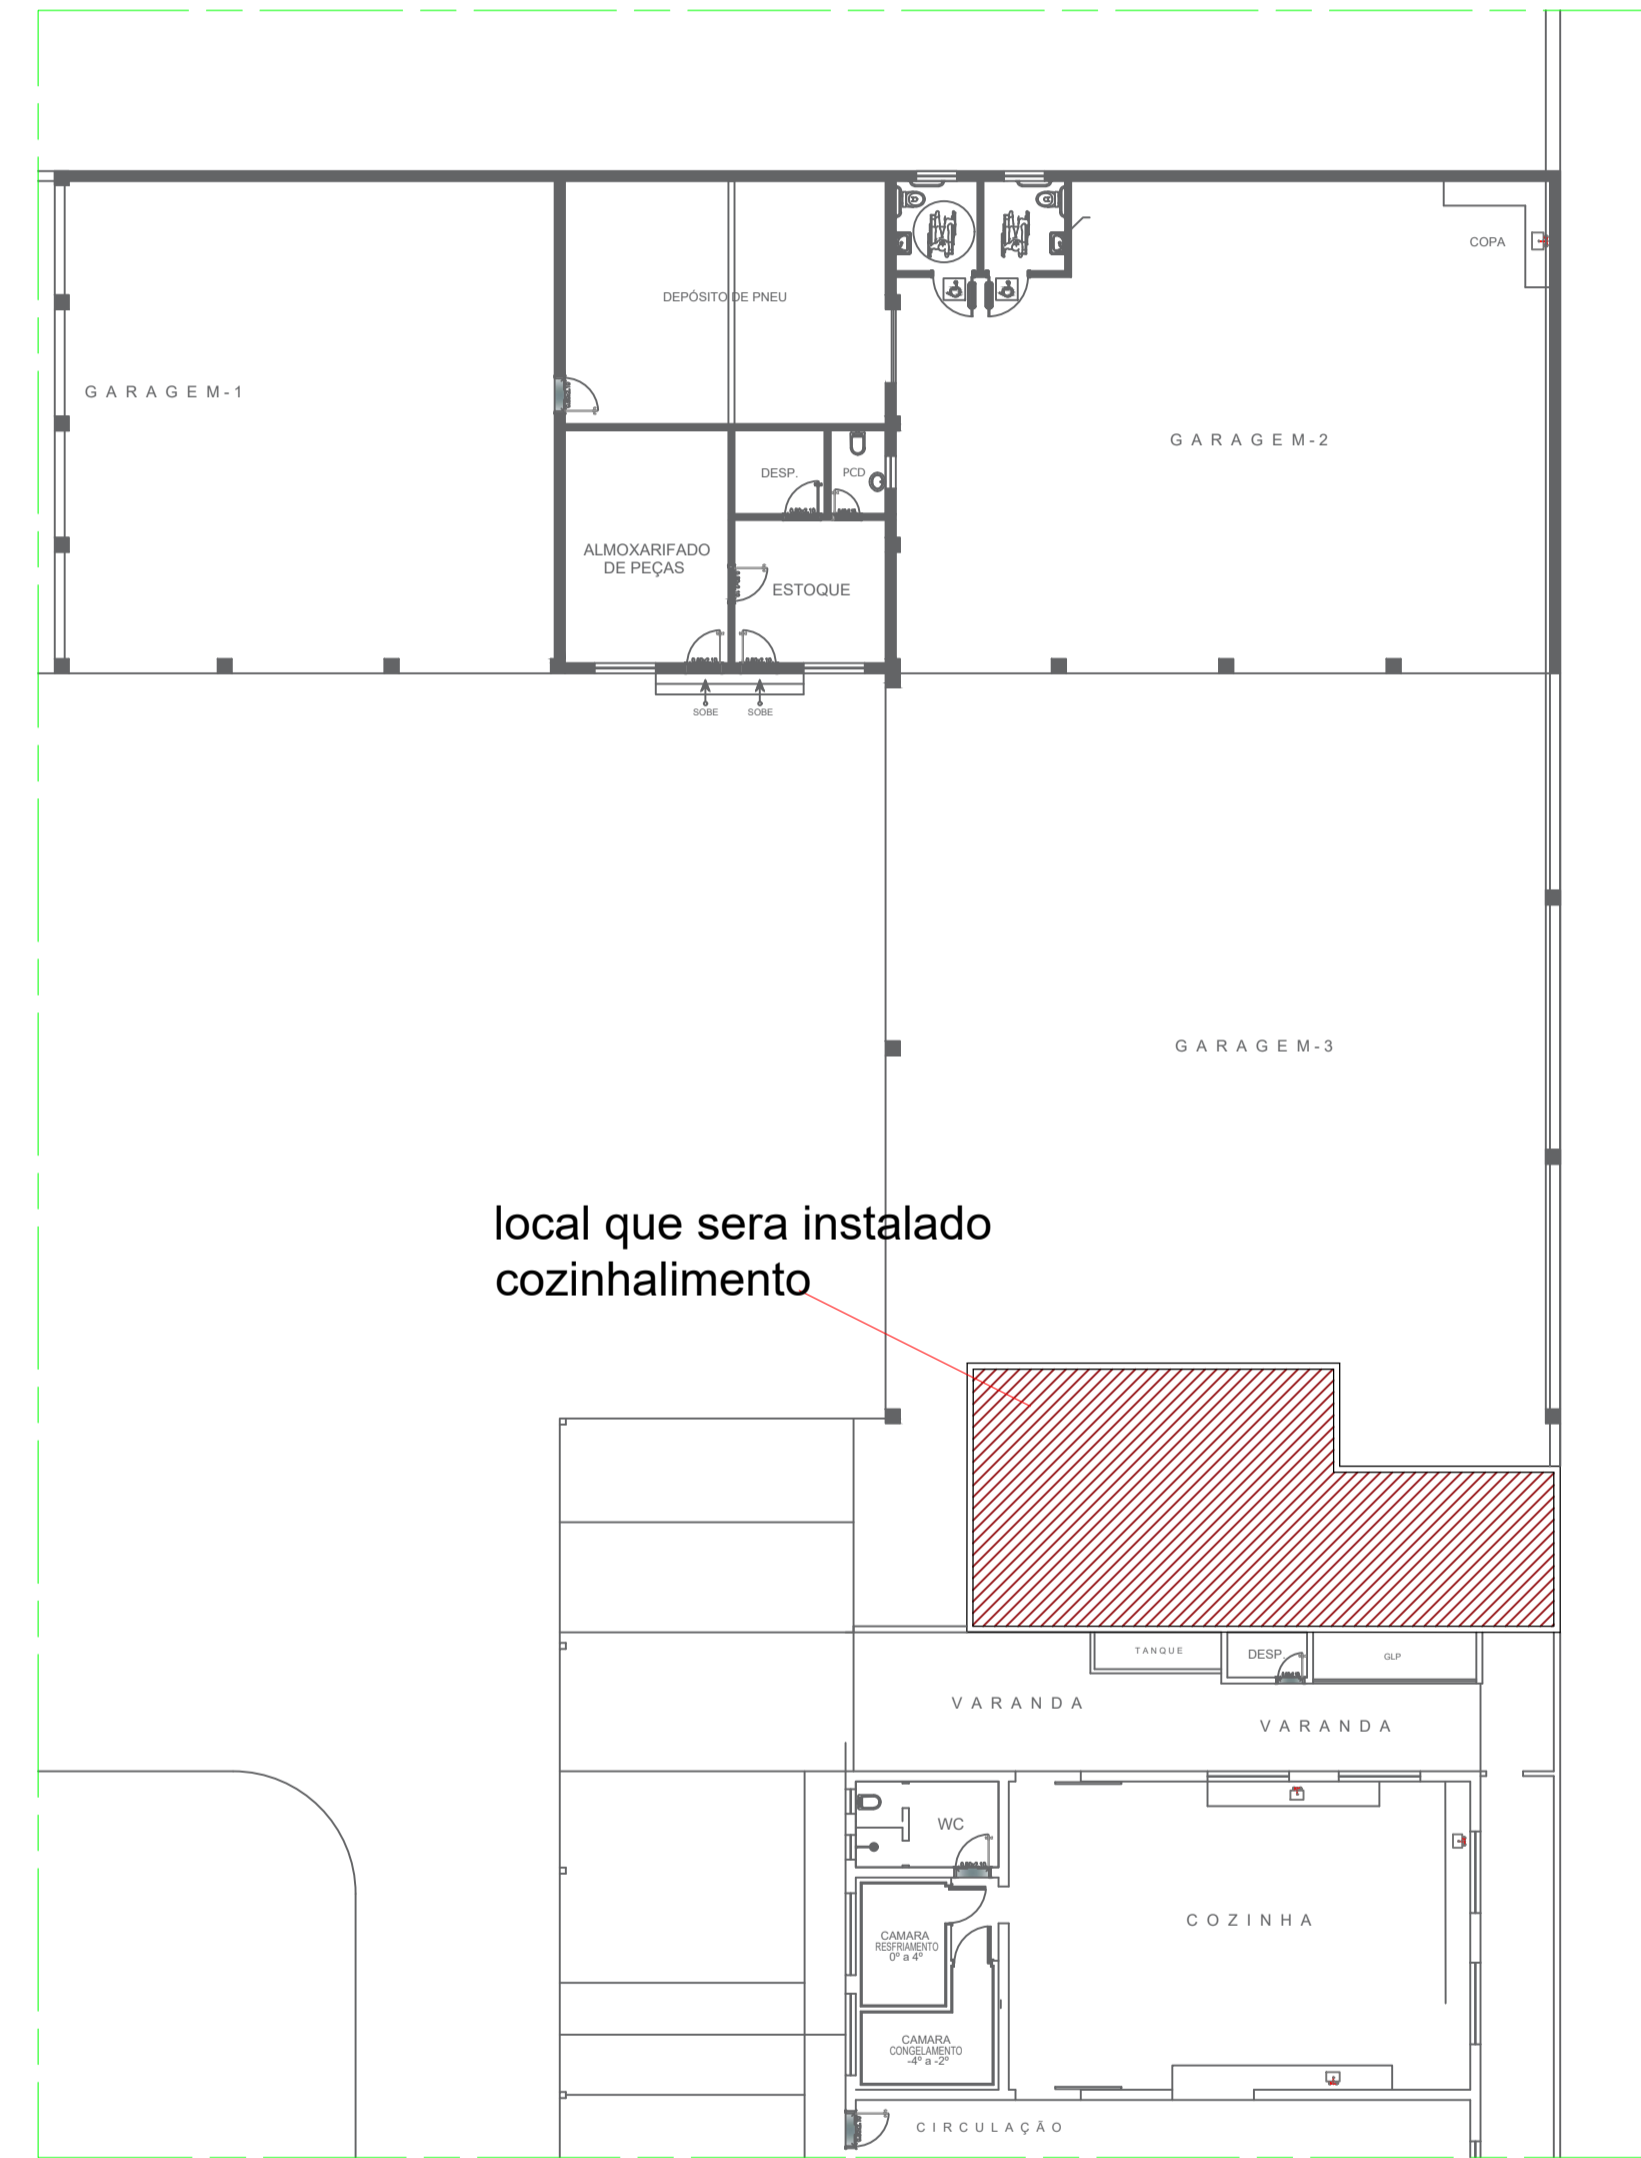 COPA
DEPÓSITO DE PNEU
GARAGEM-1
GARAGEM-2
DESP.
PCD
ALMOXARIFADO
DE PEÇAS
ESTOQUE
SOBE
SOBE
GARAGEM-3
local que sera instalado
cozinhalimento
TANQUE
DESP.
GLP
VARANDA
VARANDA
WC
COZINHA
CAMARA
RESFRIAMENTO
0º a 4º
CAMARA
CONGELAMENTO
-4º a -2º
CIRCULAÇÃO